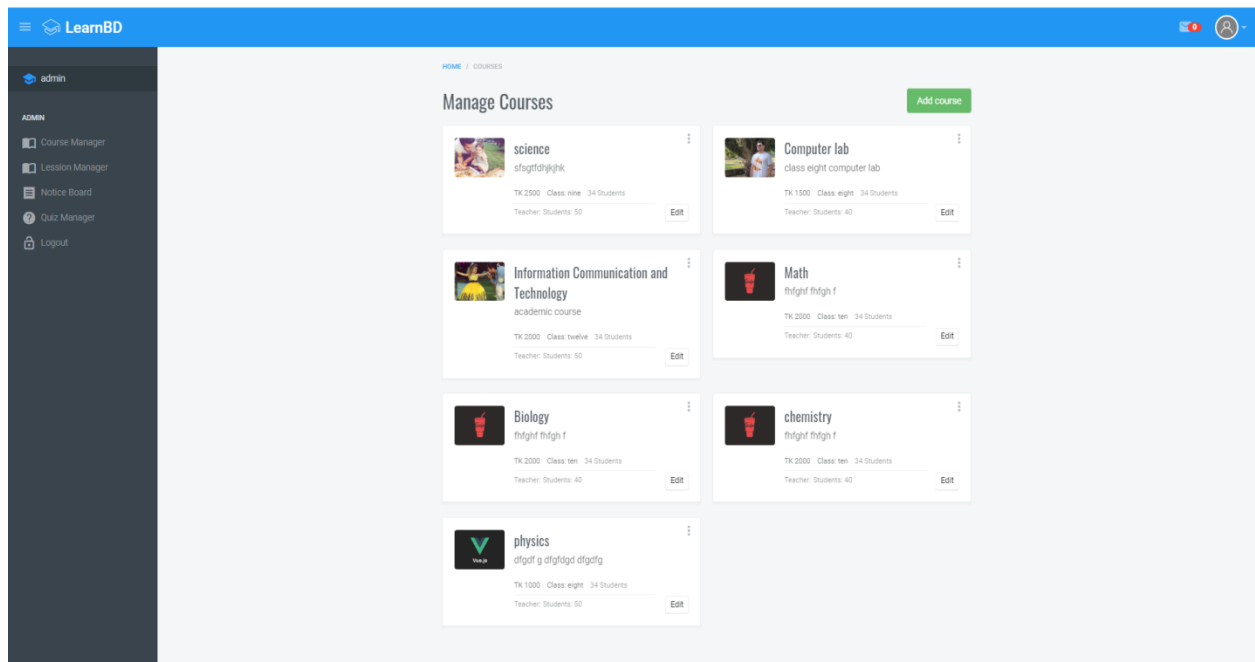 LearnBD
0
admin
ADMIN
Course Manager
Lession Manager
Notice Board
Quiz Manager
Logout
HOME / COURSES
Manage Courses
Add course
science
sfsgtfdhjkjhk
TK 2500 Class: nine 34 Students
Teacher: Students: 50
Edit
Computer lab
class eight computer lab
TK 1500 Class: eight 34 Students
Teacher: Students: 40
Edit
Information Communication and
Technology
academic course
TK 2000 Class: twelve 34 Students
Teacher: Students: 50
Edit
Math
fhfghf fhfgh f
TK 2000 Class: ten 34 Students
Teacher: Students: 40
Edit
Biology
fhfghf fhfgh f
TK 2000 Class: ten 34 Students
Teacher: Students: 40
Edit
chemistry
fhfghf fhfgh f
TK 2000 Class: ten 34 Students
Teacher: Students: 40
Edit
Vue.js
physics
dfgdf g dfgfdgd dfgdfg
TK 1000 Class: eight 34 Students
Teacher: Students: 50
Edit